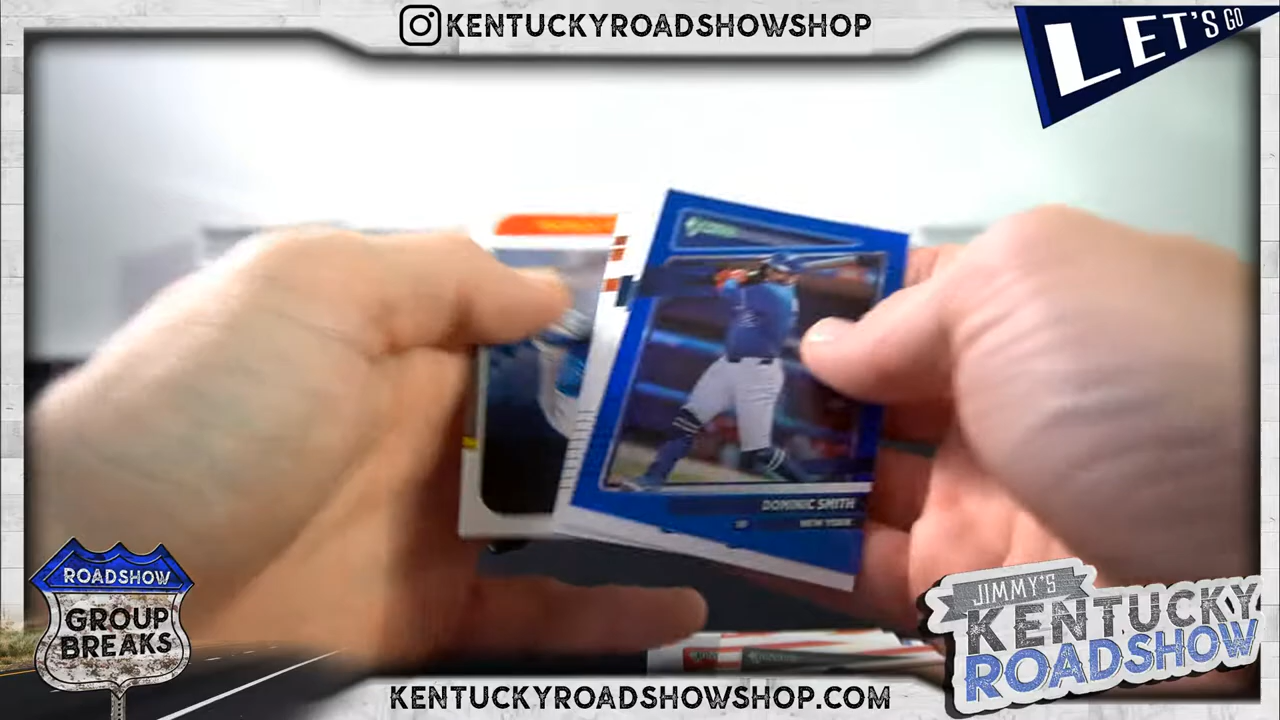 KENTUCKYROADSHOWSHOP
LET'S GO
DOMINIC SMITH
NEW YORK
ROADSHOW
GROUP
BREAKS
JIMMY'S
KENTUCKY
ROADSHOW
KENTUCKYROADSHOWSHOP.COM